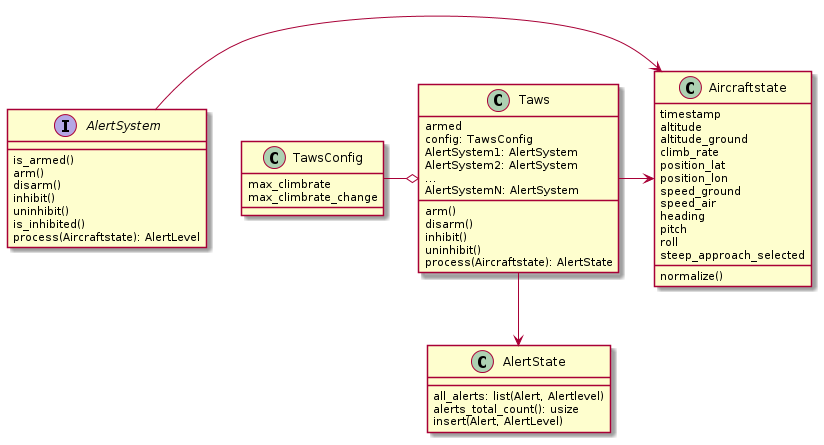 I AlertSystem
is_armed()
arm()
disarm()
inhibit()
uninhibit()
is_inhibited()
process(Aircraftstate): AlertLevel
C TawsConfig
max_climbrate
max_climbrate_change
C Taws
armed
config: TawsConfig
AlertSystem1: AlertSystem
AlertSystem2: AlertSystem
...
AlertSystemN: AlertSystem
arm()
disarm()
inhibit()
uninhibit()
process(Aircraftstate): AlertState
C Aircraftstate
timestamp
altitude
altitude_ground
climb_rate
position_lat
position_lon
speed_ground
speed_air
heading
pitch
roll
steep_approach_selected
normalize()
C AlertState
all_alerts: list(Alert, Alertlevel)
alerts_total_count(): usize
insert(Alert, AlertLevel)